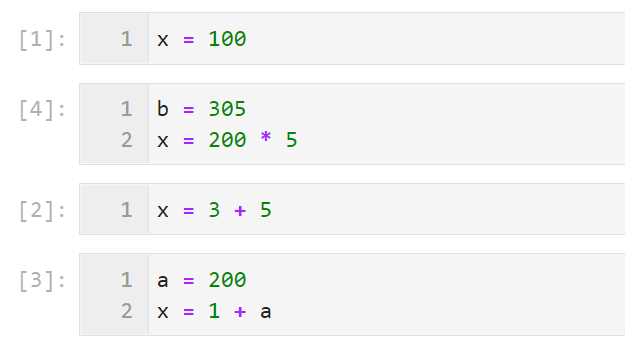 [1]: 1 x = 100
[4]: 1 b = 305
2 x = 200 * 5
[2]: 1 x = 3 + 5
[3]: 1 a = 200
2 x = 1 + a